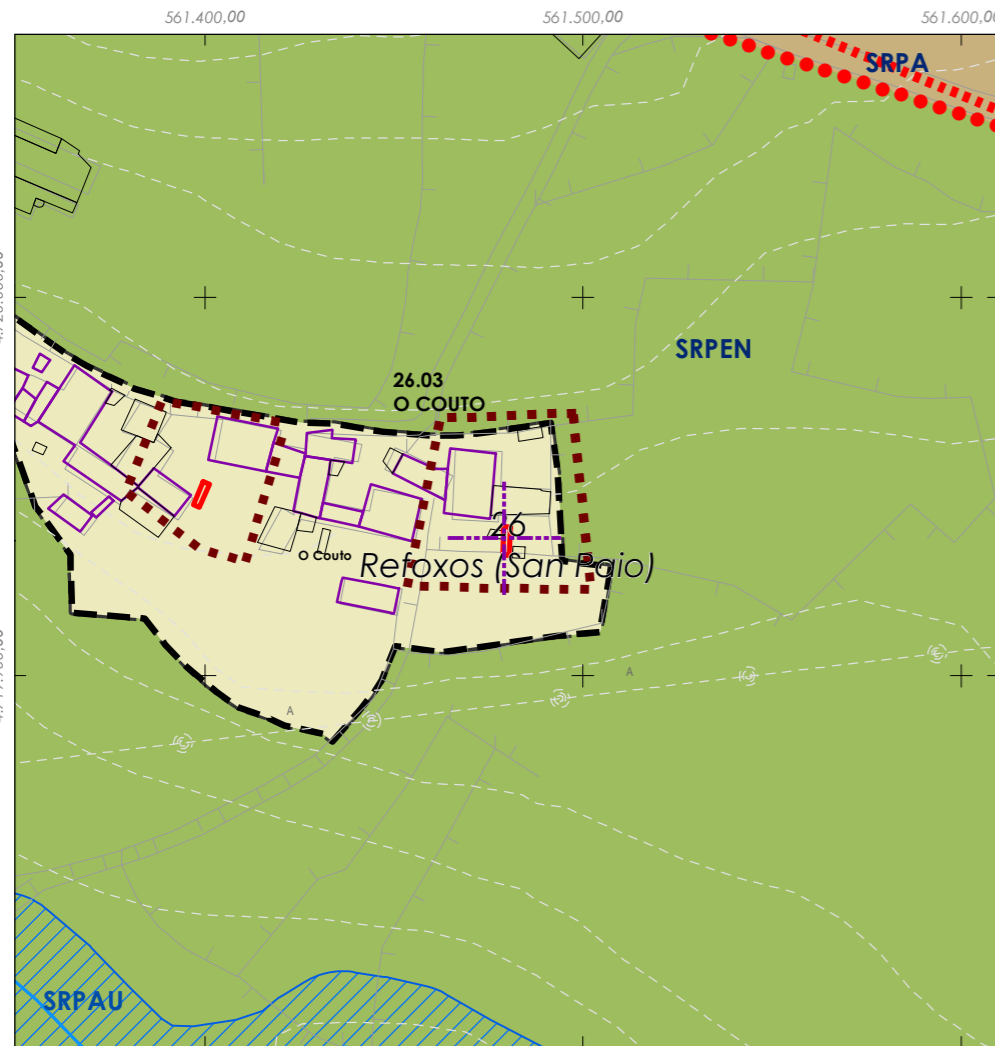 561.400,00
561.500,00
561.600,00
SRPA
SRPEN
26.03
O COUTO
26
O Couto
Refoxos (San Paio)
A
A
SRPAU